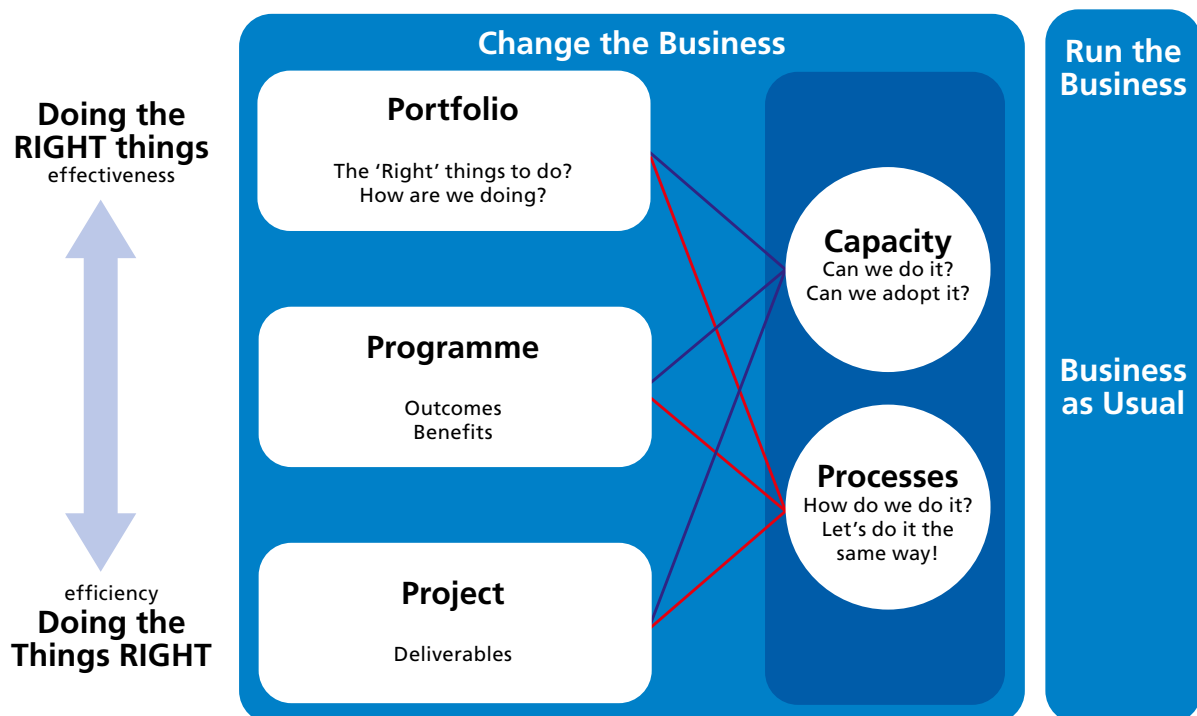 Doing the
RIGHT things
effectiveness
efficiency
Doing the
Things RIGHT
Change the Business
Portfolio
The ‘Right’ things to do?
How are we doing?
Programme
Outcomes
Benefits
Project
Deliverables
Capacity
Can we do it?
Can we adopt it?
Processes
How do we do it?
Let’s do it the
same way!
Run the
Business
Business
as Usual